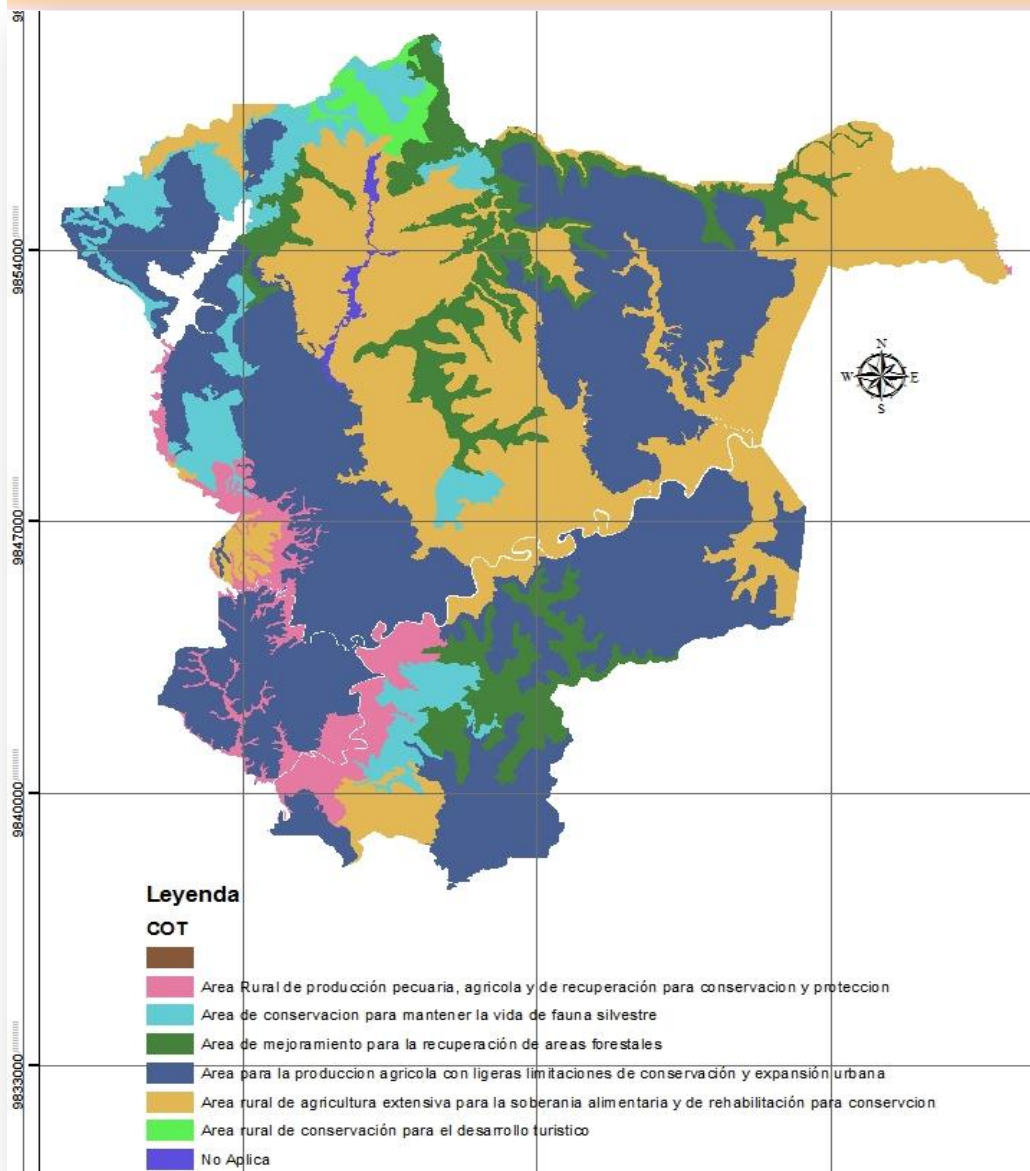 9854000
N
W E
S
9847000
9840000
Leyenda
COT
Area Rural de producción pecuaria, agricola y de recuperación para conservacion y proteccion
Area de conservacion para mantener la vida de fauna silvestre
Area de mejoramiento para la recuperación de areas forestales
9833000
Area para la produccion agricola con ligeras limitaciones de conservación y expansión urbana
Area rural de agricultura extensiva para la soberania alimentaria y de rehabilitación para conservcion
Area rural de conservación para el desarrollo turistico
No Aplica